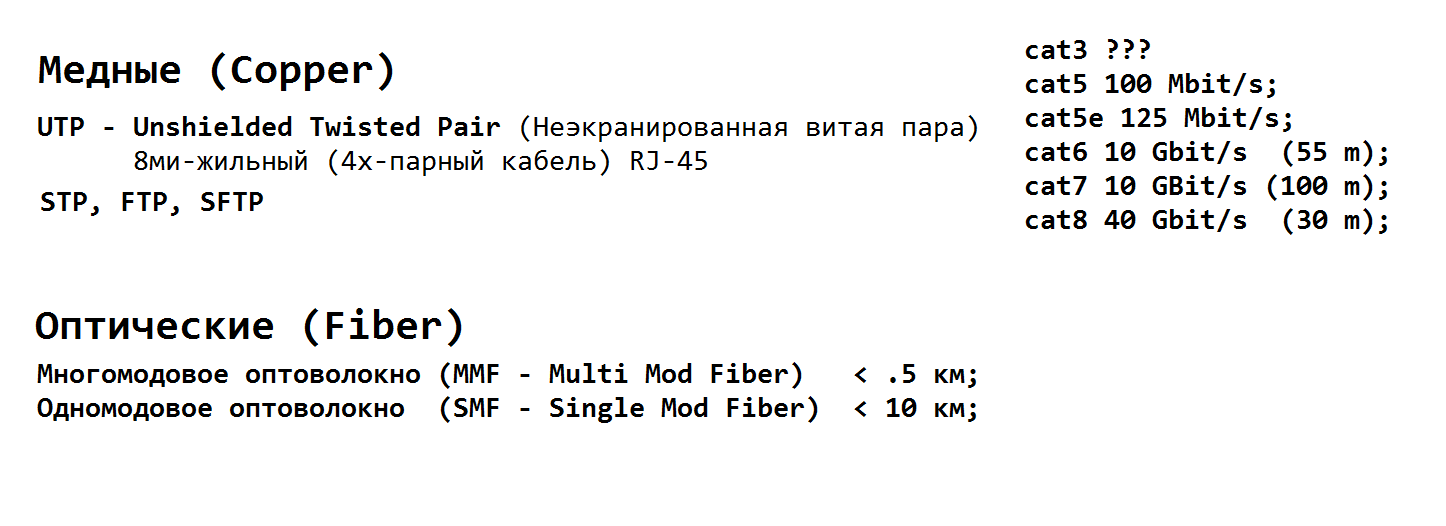 Медные (Copper)
UTP - Unshielded Twisted Pair (Неэкранированная витая пара)
8ми-жильный (4х-парный кабель) RJ-45
STP, FTP, SFTP
cat3 ???
cat5 100 Mbit/s;
cat5e 125 Mbit/s;
cat6 10 Gbit/s (55 m);
cat7 10 GBit/s (100 m);
cat8 40 Gbit/s (30 m);
Оптические (Fiber)
Многомодовое оптоволокно (MMF - Multi Mod Fiber) < .5 км;
Одномодовое оптоволокно (SMF - Single Mod Fiber) < 10 км;